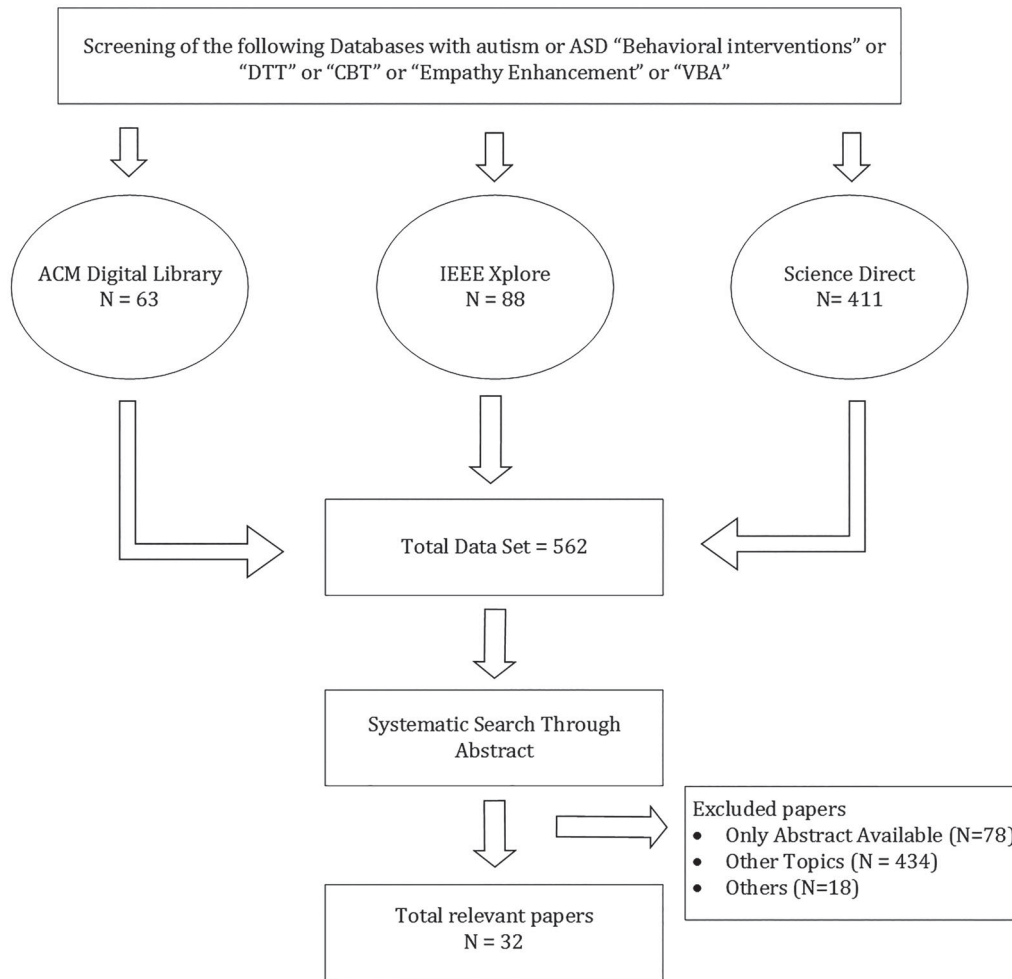 Screening of the following Databases with autism or ASD “Behavioral interventions” or
“DTT” or “CBT” or “Empathy Enhancement” or “VBA”
ACM Digital Library
N = 63
IEEE Xplore
N = 88
Science Direct
N= 411
Total Data Set = 562
Systematic Search Through
Abstract
Excluded papers
• Only Abstract Available (N=78)
• Other Topics (N = 434)
• Others (N=18)
Total relevant papers
N = 32